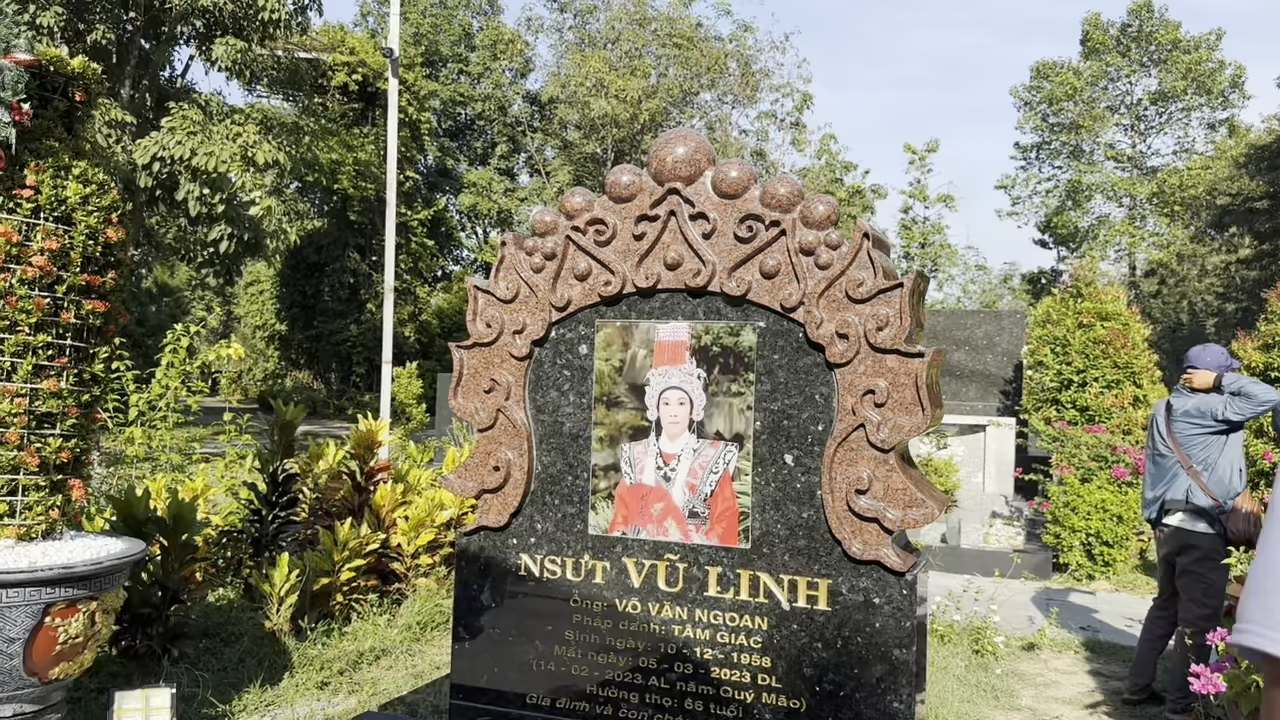 NSƯT VŨ LINH
Ông: VÕ VĂN NGOAN
Pháp danh: TÂM GIÁC
Sinh ngày: 10 - 12 - 1958
Mất ngày: 05 - 03 - 2023 DL
(14 - 02 - 2023 AL năm Quý Mão)
Hưởng thọ: 66 tuổi
Gia đình và con